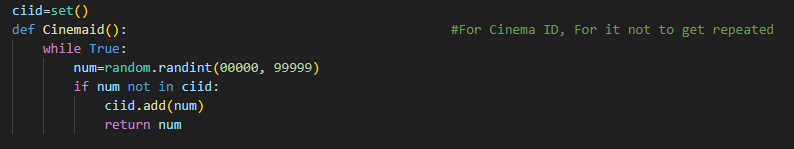 ciid=set()
def Cinemaid(): #For Cinema ID, For it not to get repeated
while True:
num=random.randint(00000, 99999)
if num not in ciid:
ciid.add(num)
return num